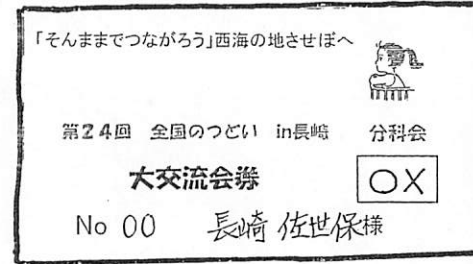 「そんままでつながろう」西海の地させぼへ
第24回 全国のつどい in長崎 分科会
大交流会券 OX
No 00 長崎 佐世保様